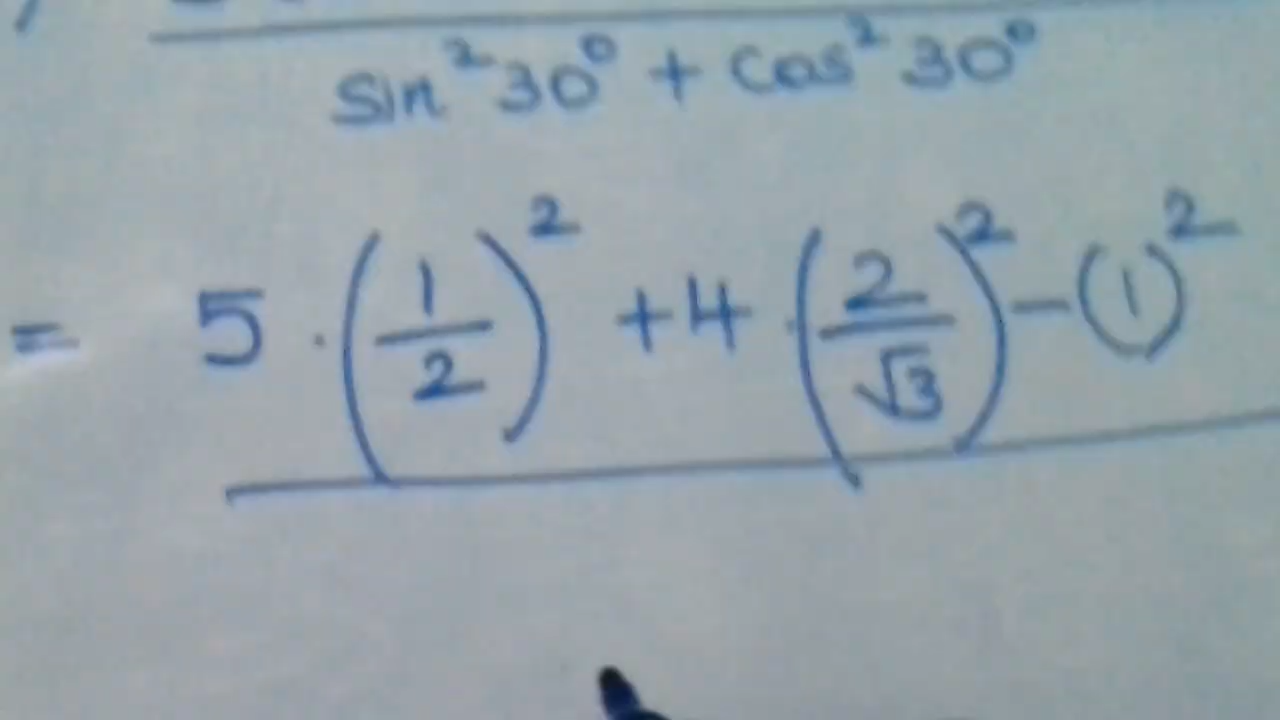 sin²30° + cos²30°
= 5 · (1/2)² + 4 · (2/√3)² – (1)²